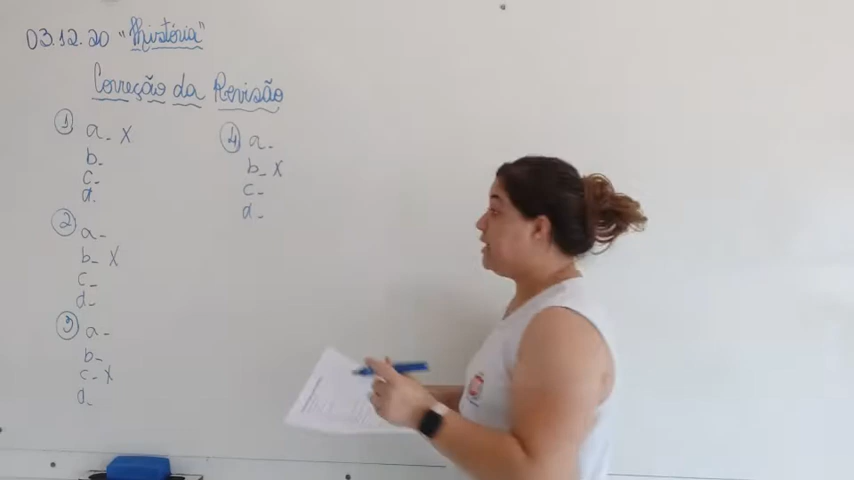 03.12.20 "História"
Correção da Revisão
1 a - X
b -
c -
d -
2 a -
b - X
c -
d -
3 a -
b -
c - X
d -
4 a -
b - X
c -
d -